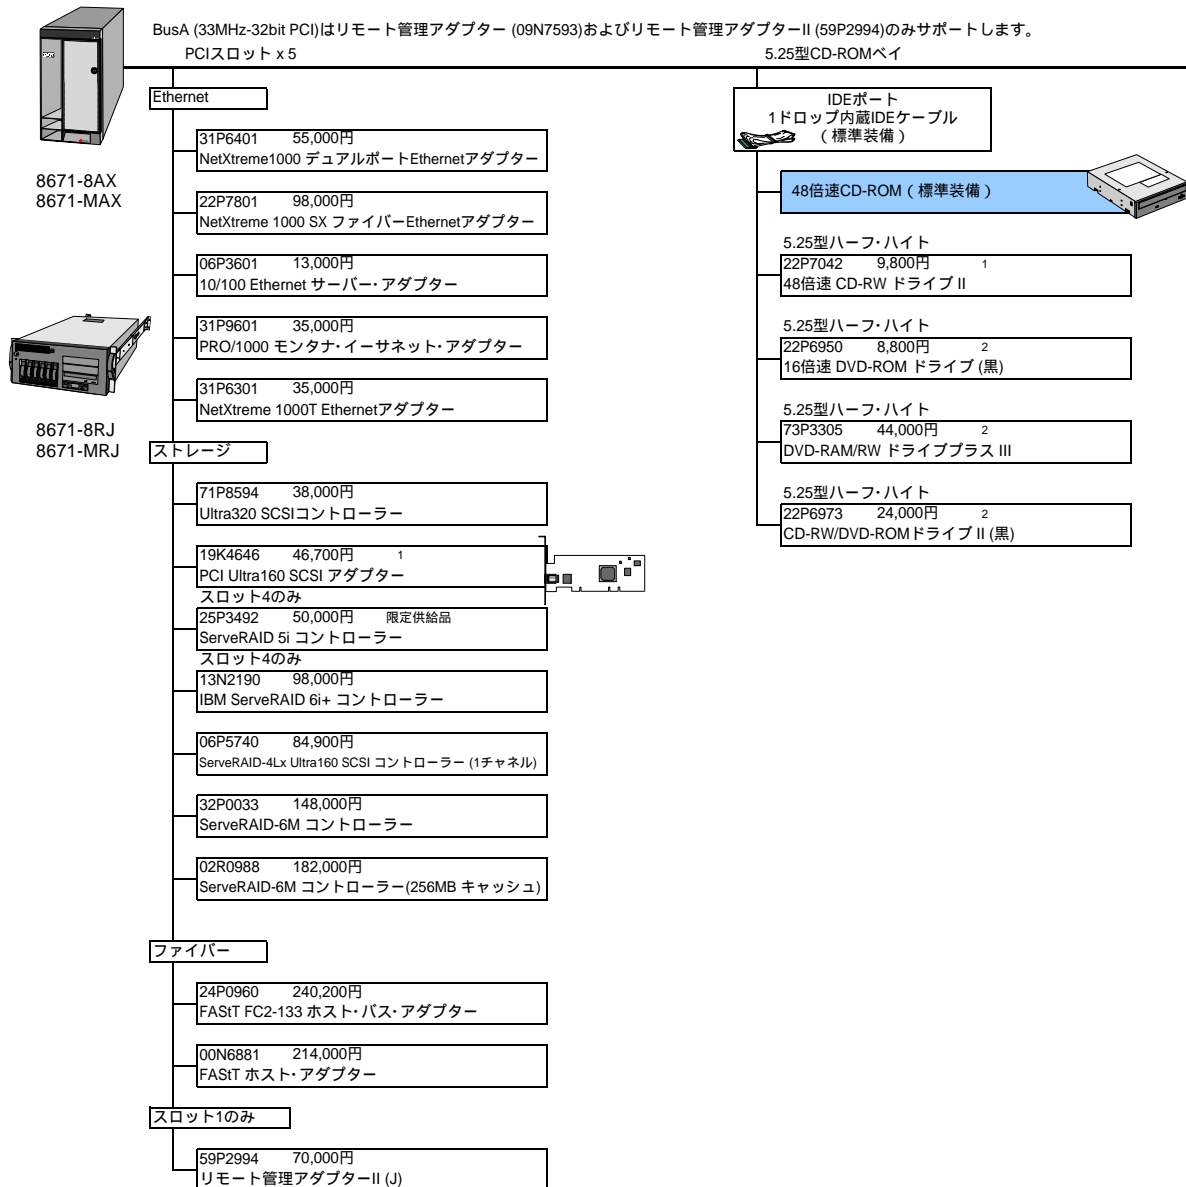 BusA (33MHz-32bit PCI)はリモート管理アダプター (09N7593)およびリモート管理アダプターII (59P2994)のみサポートします。
PCIスロット x 5
5.25型CD-ROMベイ
8671-8AX
8671-MAX
8671-8RJ
8671-MRJ
Ethernet
31P6401 55,000円
NetXtreme1000 デュアルポートEthernetアダプター
22P7801 98,000円
NetXtreme 1000 SX ファイバーEthernetアダプター
06P3601 13,000円
10/100 Ethernet サーバー・アダプター
31P9601 35,000円
PRO/1000 モンタナ・イーサネット・アダプター
31P6301 35,000円
NetXtreme 1000T Ethernetアダプター
ストレージ
71P8594 38,000円
Ultra320 SCSIコントローラー
19K4646 46,700円 1
PCI Ultra160 SCSI アダプター
スロット4のみ
25P3492 50,000円 限定供給品
ServeRAID 5i コントローラー
スロット4のみ
13N2190 98,000円
IBM ServeRAID 6i+ コントローラー
06P5740 84,900円
ServeRAID-4Lx Ultra160 SCSI コントローラー (1チャネル)
32P0033 148,000円
ServeRAID-6M コントローラー
02R0988 182,000円
ServeRAID-6M コントローラー(256MB キャッシュ)
ファイバー
24P0960 240,200円
FAStT FC2-133 ホスト・バス・アダプター
00N6881 214,000円
FAStT ホスト・アダプター
スロット1のみ
59P2994 70,000円
リモート管理アダプターII (J)
IDEポート
1ドロップ内蔵IDEケーブル
(標準装備)
48倍速CD-ROM(標準装備)
5.25型ハーフ・ハイト
22P7042 9,800円 1
48倍速 CD-RW ドライブ II
5.25型ハーフ・ハイト
22P6950 8,800円 2
16倍速 DVD-ROM ドライブ (黒)
5.25型ハーフ・ハイト
73P3305 44,000円 2
DVD-RAM/RW ドライブプラス III
5.25型ハーフ・ハイト
22P6973 24,000円 2
CD-RW/DVD-ROMドライブ II (黒)